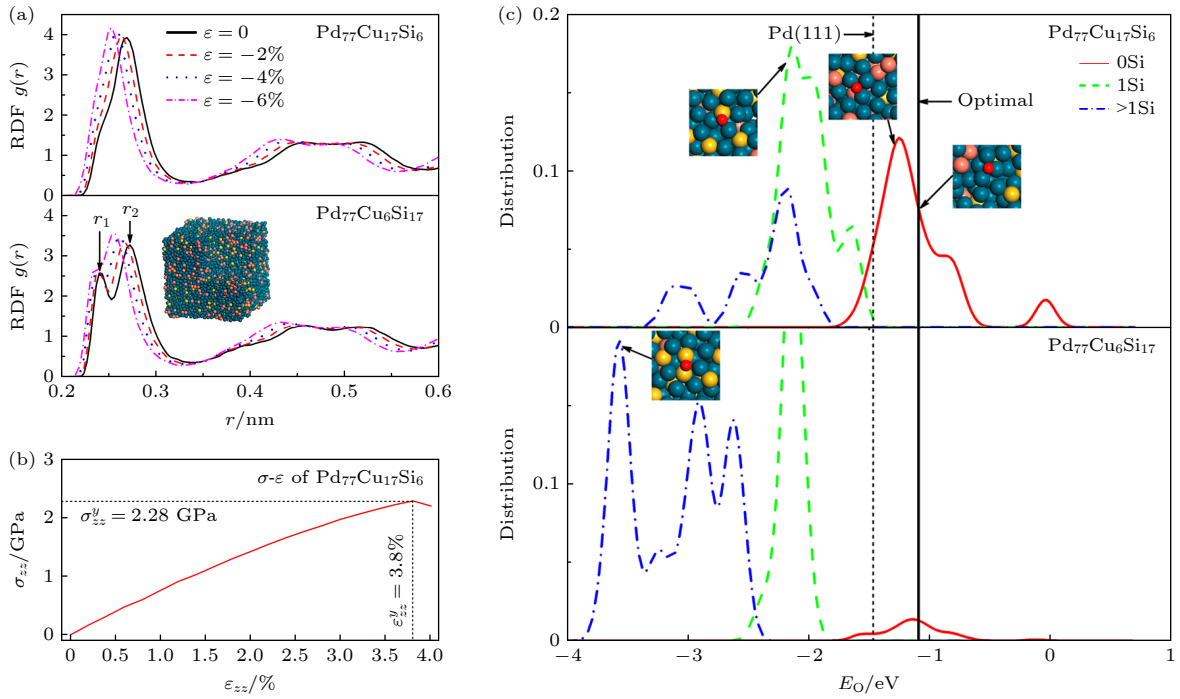 (a)
ε = 0
ε = −2%
ε = −4%
ε = −6%
Pd₇₇Cu₁₇Si₆
RDF g(r)
4
3
2
1
0
Pd₇₇Cu₆Si₁₇
r₁
r₂
RDF g(r)
4
3
2
1
0
0.2
0.3
0.4
0.5
0.6
r/nm
(b)
σ-ε of Pd₇₇Cu₁₇Si₆
σʸzz = 2.28 GPa
εʸzz = 3.8%
σzz/GPa
3
2
1
0
0
0.5
1.0
1.5
2.0
2.5
3.0
3.5
4.0
εzz/%
(c)
0.2
Pd(111)
Pd₇₇Cu₁₇Si₆
0Si
1Si
>1Si
Optimal
Distribution
0.1
0
Pd₇₇Cu₆Si₁₇
Distribution
0.1
0
−4
−3
−2
−1
0
1
E_O/eV